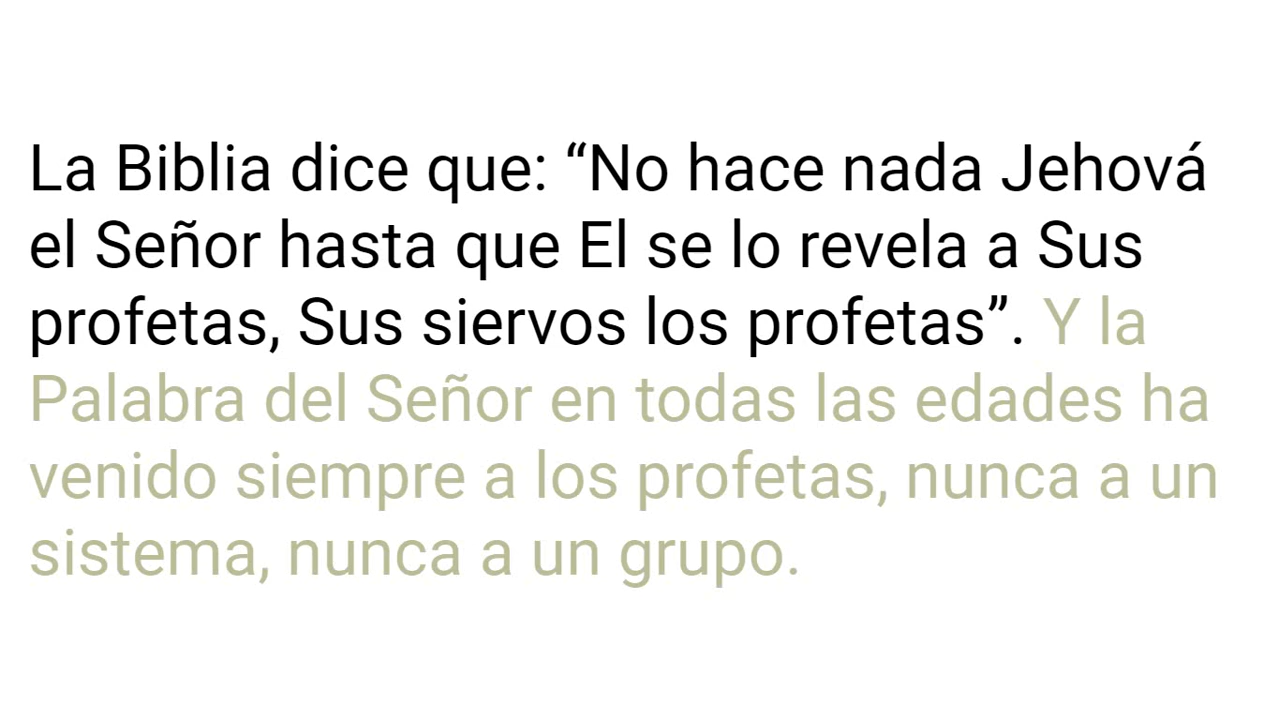 La Biblia dice que: “No hace nada Jehová
el Señor hasta que El se lo revela a Sus
profetas, Sus siervos los profetas”. Y la
Palabra del Señor en todas las edades ha
venido siempre a los profetas, nunca a un
sistema, nunca a un grupo.